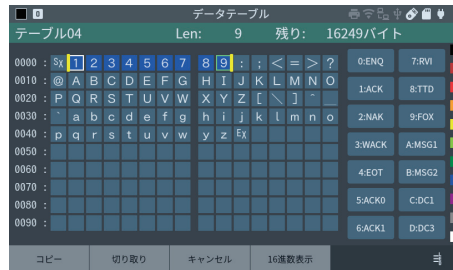 0 データテーブル
テーブル04 Len: 9 残り: 16249バイト
0000 : Sx 1 2 3 4 5 6 7 8 9 : ; < = > ?
0010 : @ A B C D E F G H I J K L M N O
0020 : P Q R S T U V W X Y Z [ \ ] ^ _
0030 : ` a b c d e f g h i j k l m n o
0040 : p q r s t u v w x y z Ex
0050 :
0060 :
0070 :
0080 :
0090 :
0:ENQ 7:RVI
1:ACK 8:TTD
2:NAK 9:FOX
3:WACK A:MSG1
4:EOT B:MSG2
5:ACK0 C:DC1
6:ACK1 D:DC3
コピー 切り取り キャンセル 16進数表示